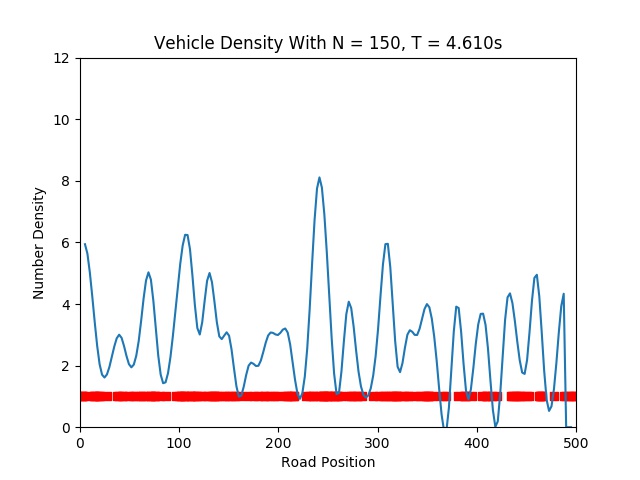 Vehicle Density With N = 150, T = 4.610s
12
10
8
6
4
2
0
Number Density
0 100 200 300 400 500
Road Position